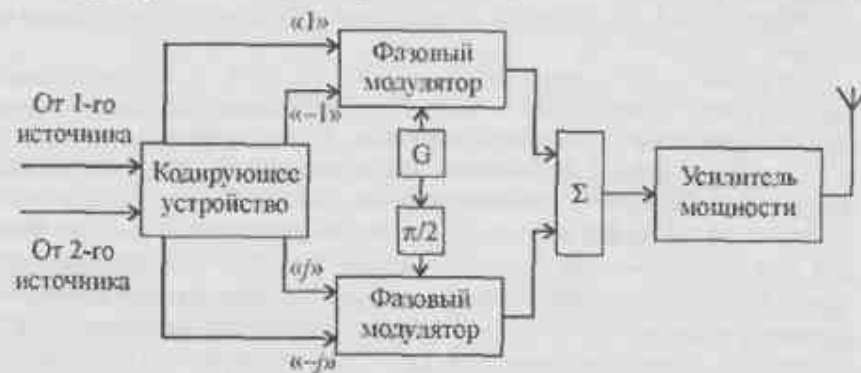 «1»
Фазовый
модулятор
От 1-го
источника
«–1»
G
Кодирующее
устройство
Σ
Усилитель
мощности
π/2
От 2-го
источника
«j»
Фазовый
модулятор
«–j»